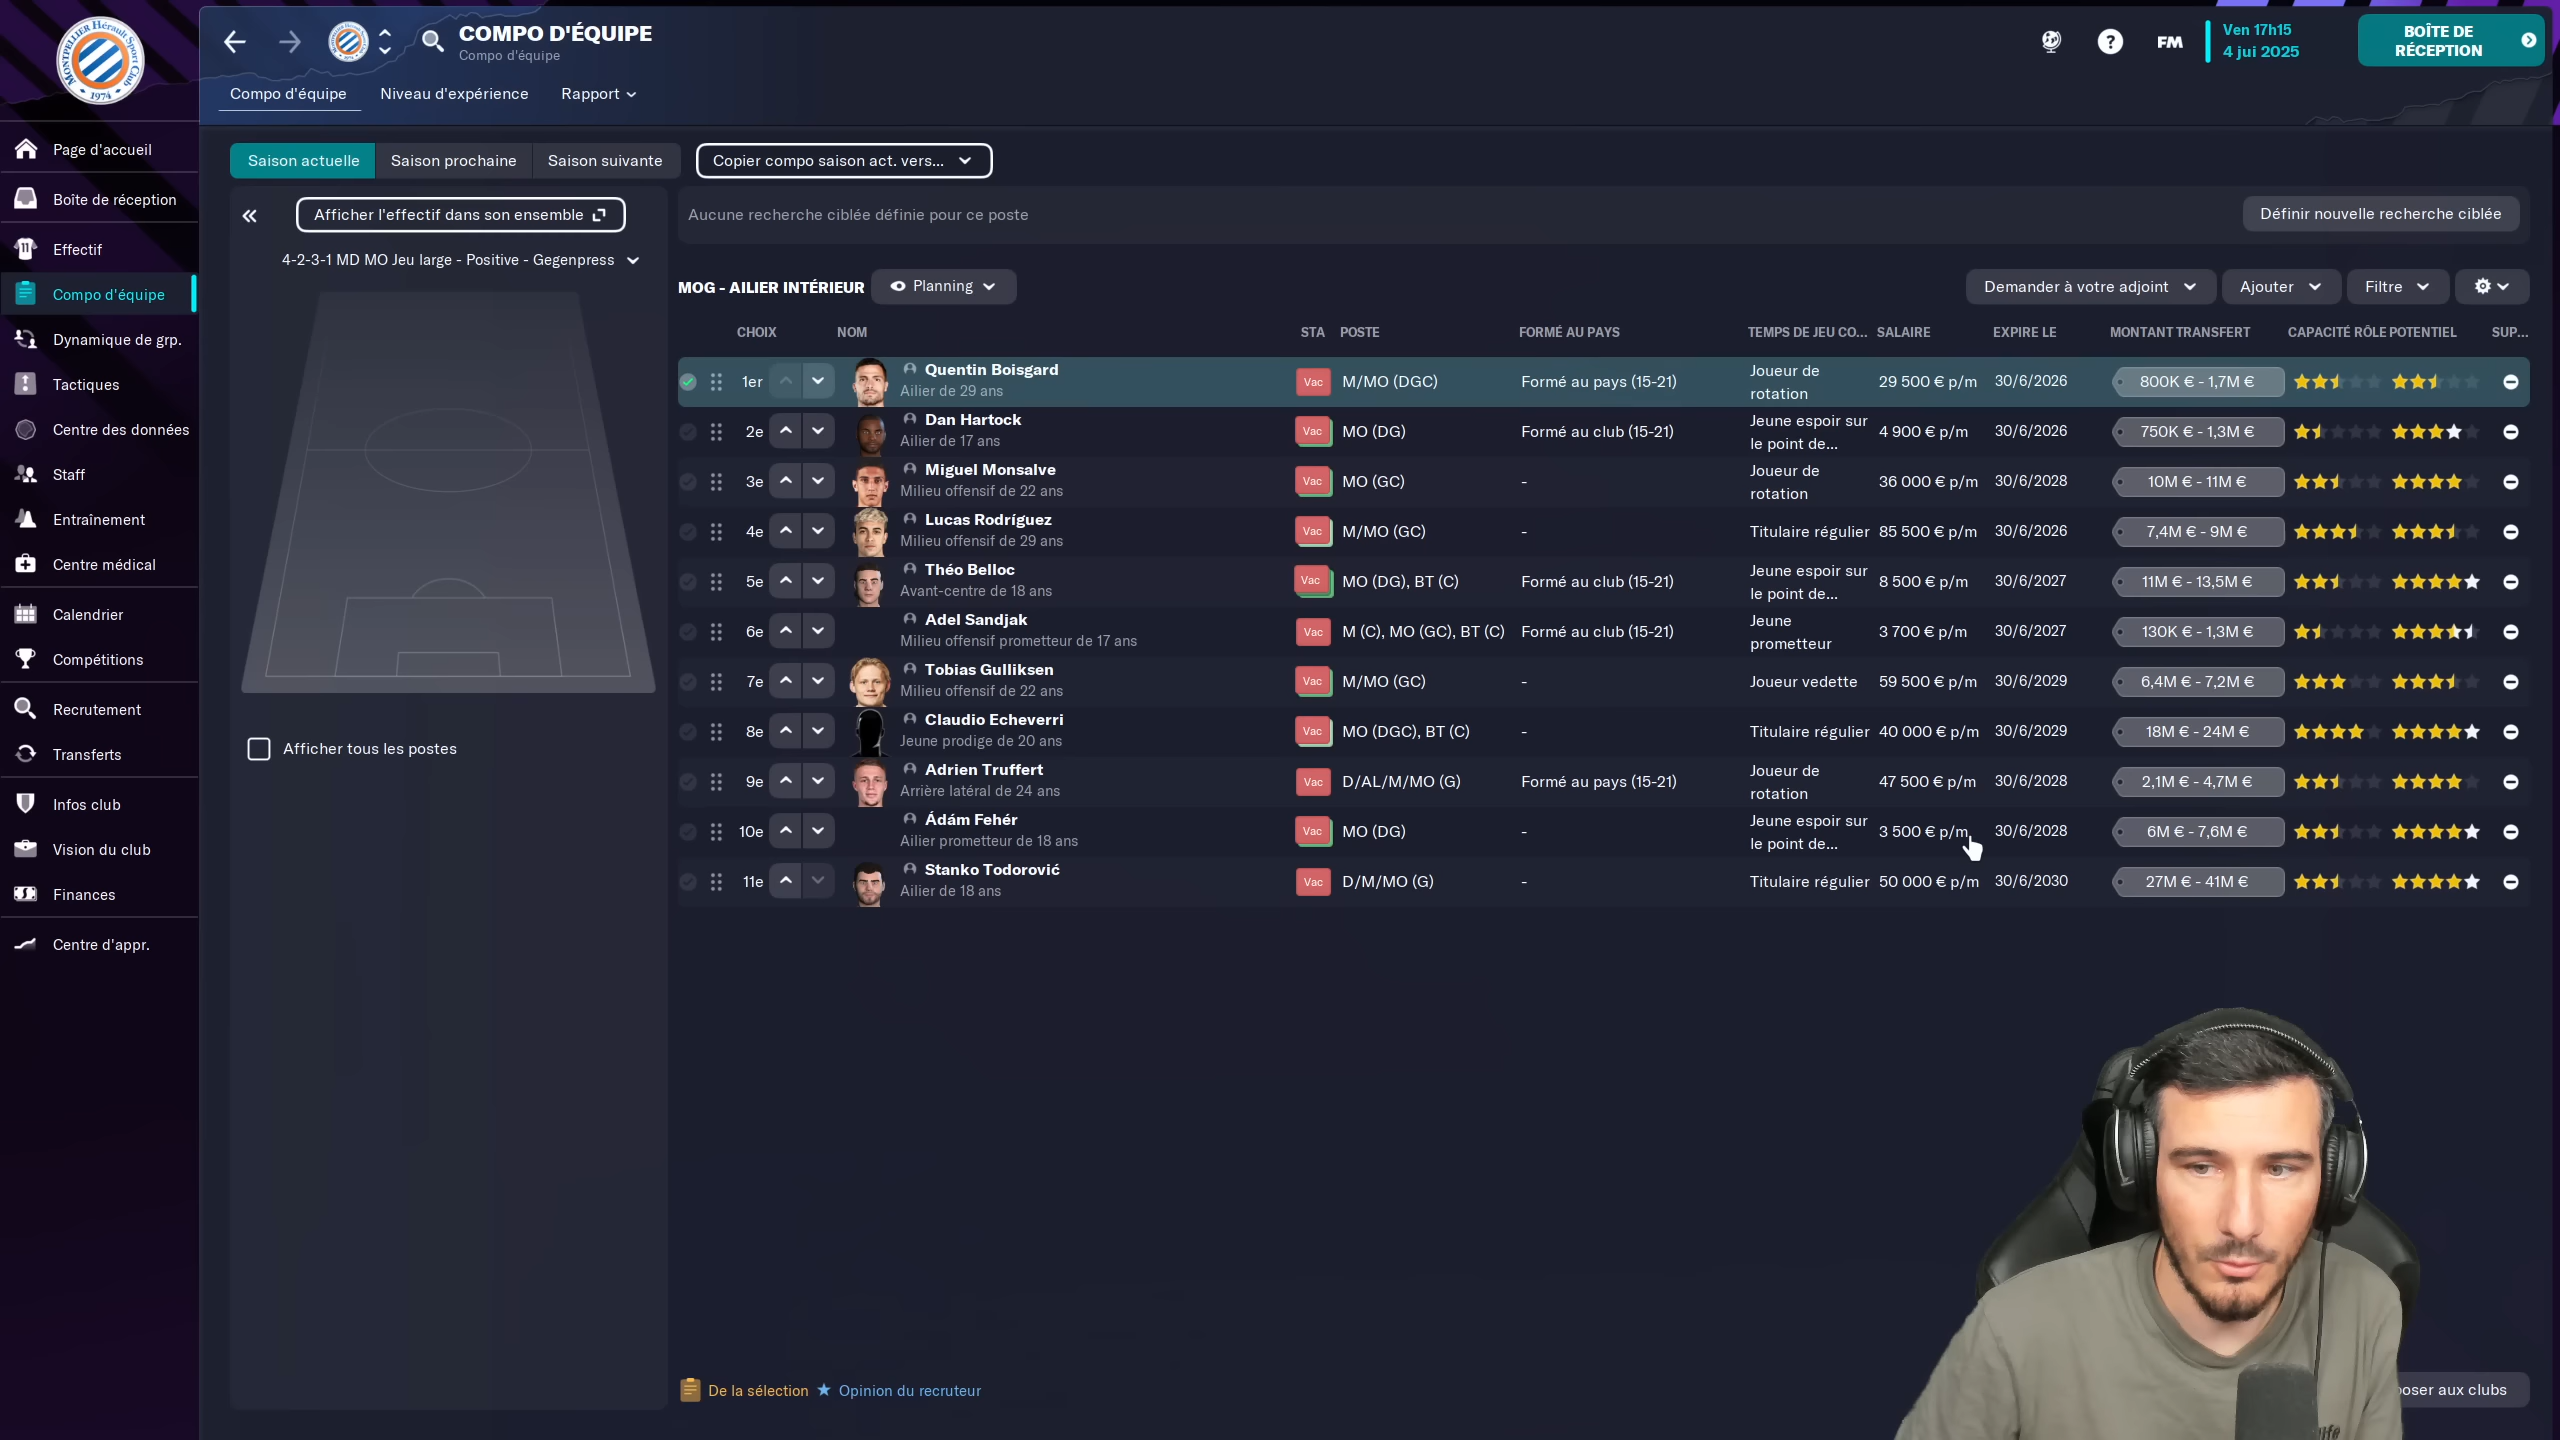 MONTPELLIER Hérault Sport Club
1974
COMPO D'ÉQUIPE
Compo d'équipe
FM
Ven 17h15
4 jui 2025
BOÎTE DE
RÉCEPTION
Compo d'équipe
Niveau d'expérience
Rapport
Page d'accueil
Boîte de réception
Effectif
Compo d'équipe
Dynamique de grp.
Tactiques
Centre des données
Staff
Entraînement
Centre médical
Calendrier
Compétitions
Recrutement
Transferts
Infos club
Vision du club
Finances
Centre d'appr.
Saison actuelle
Saison prochaine
Saison suivante
Copier compo saison act. vers...
Afficher l'effectif dans son ensemble
4-2-3-1 MD MO Jeu large - Positive - Gegenpress
Afficher tous les postes
Aucune recherche ciblée définie pour ce poste
Définir nouvelle recherche ciblée
MOG - AILIER INTÉRIEUR
Planning
Demander à votre adjoint
Ajouter
Filtre
CHOIX NOM STA POSTE FORMÉ AU PAYS TEMPS DE JEU CO... SALAIRE EXPIRE LE MONTANT TRANSFERT CAPACITÉ RÔLE POTENTIEL SUP...
1er Quentin Boisgard Vac M/MO (DGC) Formé au pays (15-21) Joueur de 29 500 € p/m 30/6/2026 800K € - 1,7M €
Ailier de 29 ans rotation
2e Dan Hartock Vac MO (DG) Formé au club (15-21) Jeune espoir sur 4 900 € p/m 30/6/2026 750K € - 1,3M €
Ailier de 17 ans le point de...
3e Miguel Monsalve Vac MO (GC) - Joueur de 36 000 € p/m 30/6/2028 10M € - 11M €
Milieu offensif de 22 ans rotation
4e Lucas Rodríguez Vac M/MO (GC) - Titulaire régulier 85 500 € p/m 30/6/2026 7,4M € - 9M €
Milieu offensif de 29 ans
5e Théo Belloc Vac MO (DG), BT (C) Formé au club (15-21) Jeune espoir sur 8 500 € p/m 30/6/2027 11M € - 13,5M €
Avant-centre de 18 ans le point de...
6e Adel Sandjak Vac M (C), MO (GC), BT (C) Formé au club (15-21) Jeune 3 700 € p/m 30/6/2027 130K € - 1,3M €
Milieu offensif prometteur de 17 ans prometteur
7e Tobias Gulliksen Vac M/MO (GC) - Joueur vedette 59 500 € p/m 30/6/2029 6,4M € - 7,2M €
Milieu offensif de 22 ans
8e Claudio Echeverri Vac MO (DGC), BT (C) - Titulaire régulier 40 000 € p/m 30/6/2029 18M € - 24M €
Jeune prodige de 20 ans
9e Adrien Truffert Vac D/AL/M/MO (G) Formé au pays (15-21) Joueur de 47 500 € p/m 30/6/2028 2,1M € - 4,7M €
Arrière latéral de 24 ans rotation
10e Ádám Fehér Vac MO (DG) - Jeune espoir sur 3 500 € p/m 30/6/2028 6M € - 7,6M €
Ailier prometteur de 18 ans le point de...
11e Stanko Todorović Vac D/M/MO (G) - Titulaire régulier 50 000 € p/m 30/6/2030 27M € - 41M €
Ailier de 18 ans
De la sélection
Opinion du recruteur
oser aux clubs